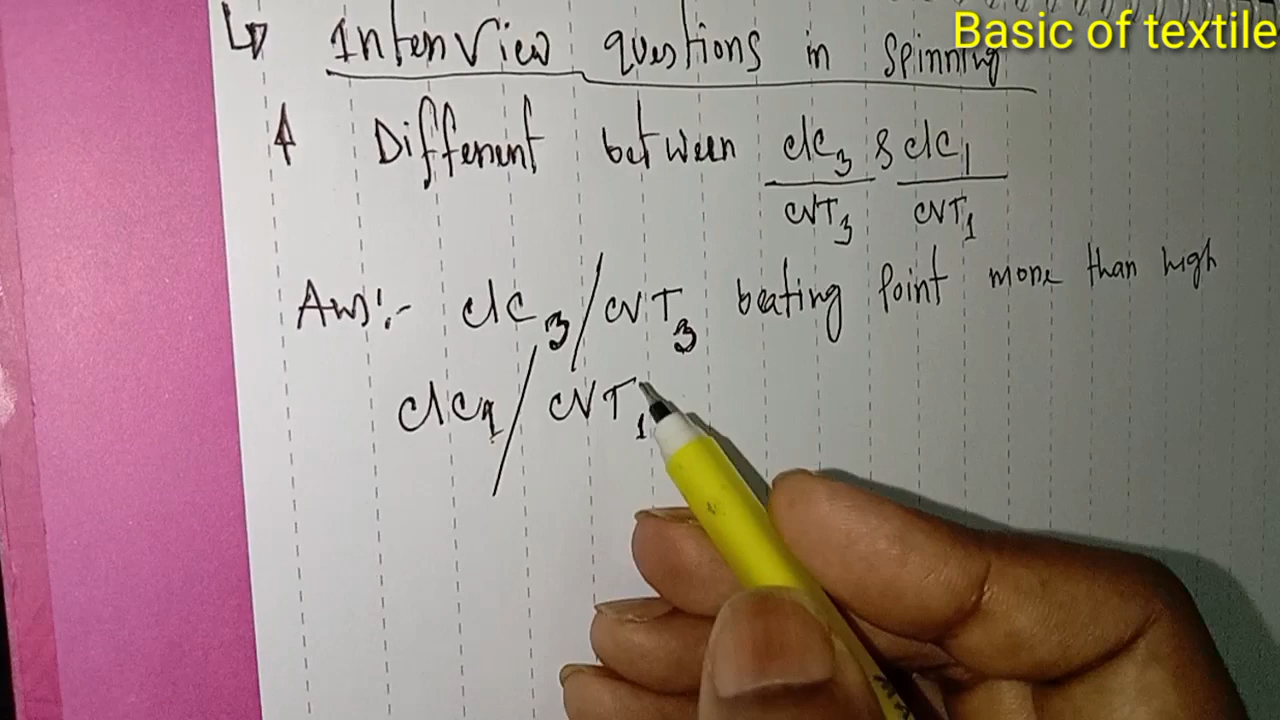 Basic of textile
Interview questions in spinning
Different between clc3 & clc1
CVT3 CVT1
Ans:- clc3/CVT3 beating point more than high
clc1/CVT1